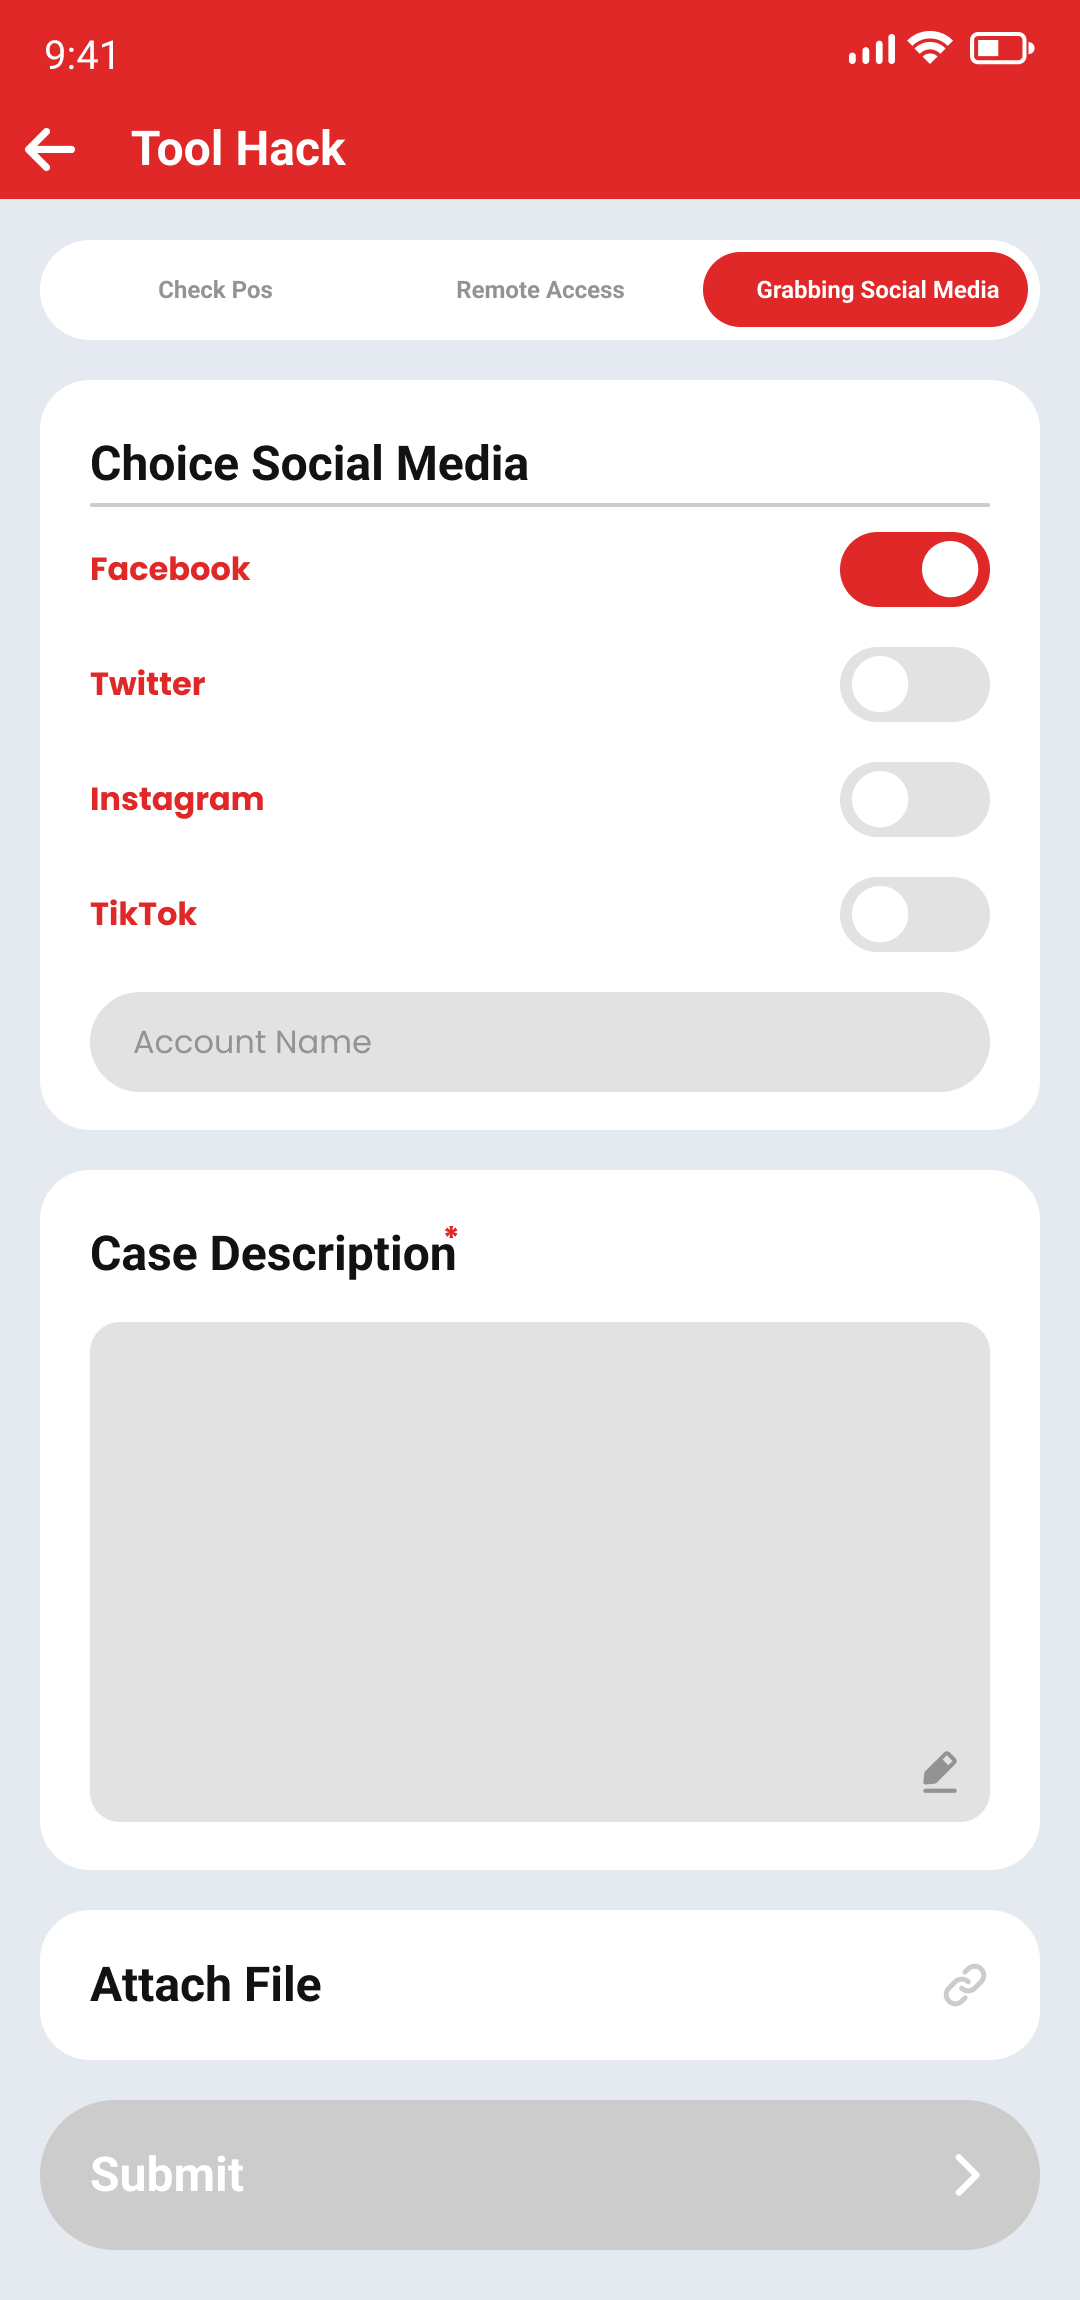 9:41
Tool Hack
Check Pos
Remote Access
Grabbing Social Media
Choice Social Media
Facebook
Twitter
Instagram
TikTok
Account Name
Case Description*
Attach File
Submit